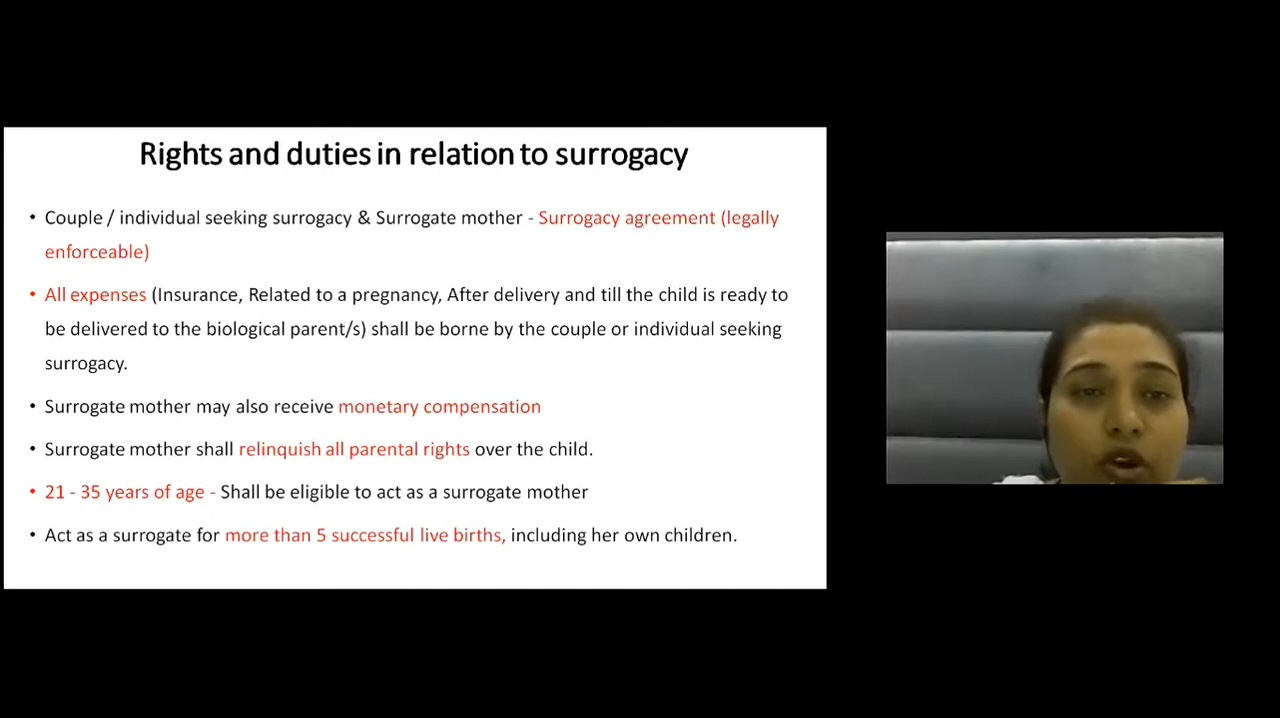 Rights and duties in relation to surrogacy
• Couple / individual seeking surrogacy & Surrogate mother - Surrogacy agreement (legally
enforceable)
• All expenses (Insurance, Related to a pregnancy, After delivery and till the child is ready to
be delivered to the biological parent/s) shall be borne by the couple or individual seeking
surrogacy.
• Surrogate mother may also receive monetary compensation
• Surrogate mother shall relinquish all parental rights over the child.
• 21 - 35 years of age - Shall be eligible to act as a surrogate mother
• Act as a surrogate for more than 5 successful live births, including her own children.